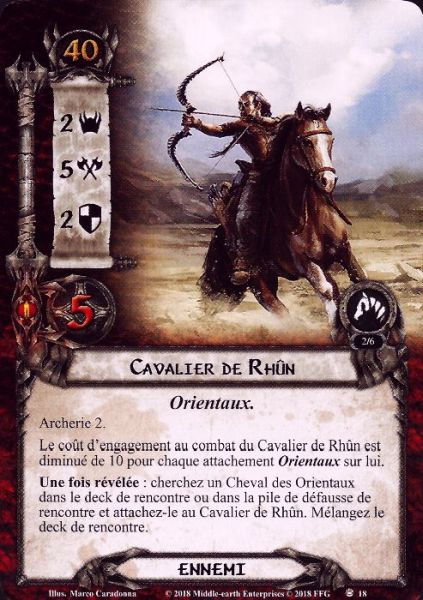 40
2
5
2
5
2/6
CAVALIER DE RHÛN
Orientaux.
Archerie 2.
Le coût d'engagement au combat du Cavalier de Rhûn est
diminué de 10 pour chaque attachement Orientaux sur lui.
Une fois révélée : cherchez un Cheval des Orientaux
dans le deck de rencontre ou dans la pile de défausse de
rencontre et attachez-le au Cavalier de Rhûn. Mélangez le
deck de rencontre.
ENNEMI
Illus. Marco Caradonna © 2018 Middle-earth Enterprises © 2018 FFG 18